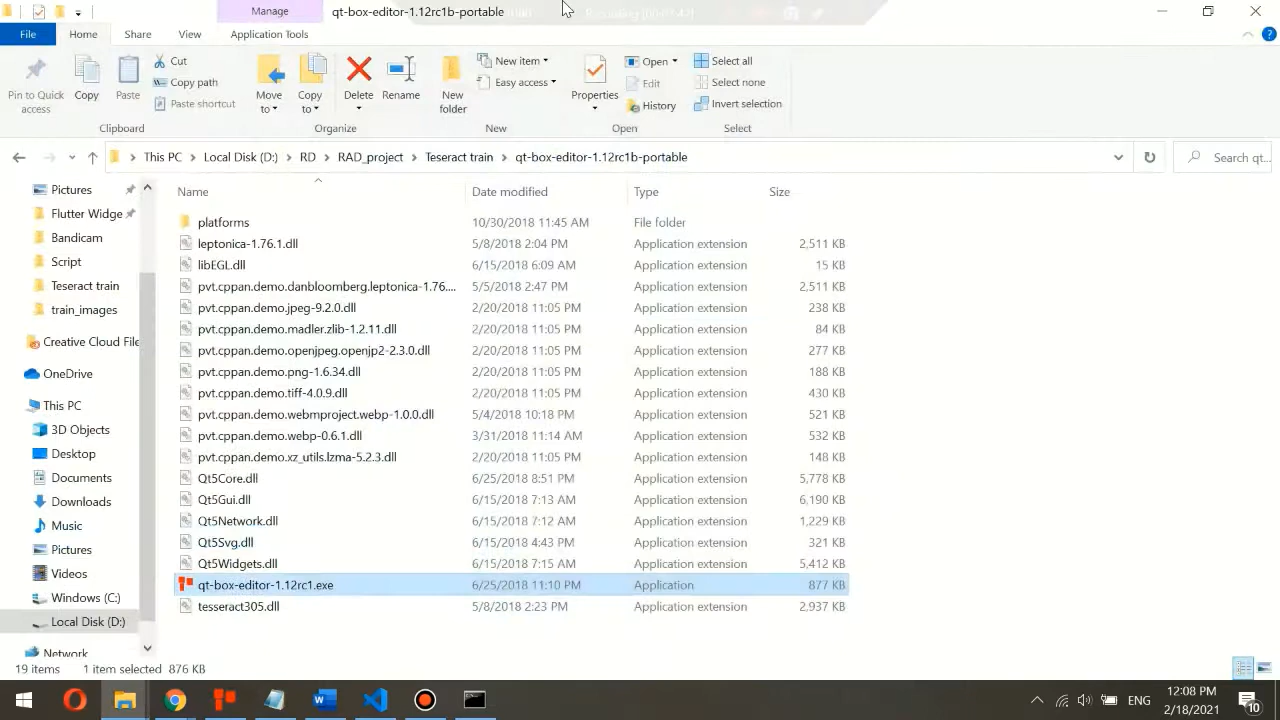 Manage
qt-box-editor-1.12rc1b-portable
File
Home
Share
View
Application Tools
Pin to Quick access
Copy
Paste
Cut
Copy path
Paste shortcut
Clipboard
Move to
Copy to
Delete
Rename
Organize
New folder
New item
Easy access
New
Properties
Open
Edit
History
Open
Select all
Select none
Invert selection
Select
This PC
Local Disk (D:)
RD
RAD_project
Teseract train
qt-box-editor-1.12rc1b-portable
Search qt...
Pictures
Flutter Widge
Bandicam
Script
Teseract train
train_images
Creative Cloud File
OneDrive
This PC
3D Objects
Desktop
Documents
Downloads
Music
Pictures
Videos
Windows (C:)
Local Disk (D:)
Network
Name Date modified Type Size
platforms 10/30/2018 11:45 AM File folder
leptonica-1.76.1.dll 5/8/2018 2:04 PM Application extension 2,511 KB
libEGL.dll 6/15/2018 6:09 AM Application extension 15 KB
pvt.cppan.demo.danbloomberg.leptonica-1.76.... 5/5/2018 2:47 PM Application extension 2,511 KB
pvt.cppan.demo.jpeg-9.2.0.dll 2/20/2018 11:05 PM Application extension 238 KB
pvt.cppan.demo.madler.zlib-1.2.11.dll 2/20/2018 11:05 PM Application extension 84 KB
pvt.cppan.demo.openjpeg.openjp2-2.3.0.dll 2/20/2018 11:05 PM Application extension 277 KB
pvt.cppan.demo.png-1.6.34.dll 2/20/2018 11:05 PM Application extension 188 KB
pvt.cppan.demo.tiff-4.0.9.dll 2/20/2018 11:05 PM Application extension 430 KB
pvt.cppan.demo.webmproject.webp-1.0.0.dll 5/4/2018 10:18 PM Application extension 521 KB
pvt.cppan.demo.webp-0.6.1.dll 3/31/2018 11:14 AM Application extension 532 KB
pvt.cppan.demo.xz_utils.lzma-5.2.3.dll 2/20/2018 11:05 PM Application extension 148 KB
Qt5Core.dll 6/25/2018 8:51 PM Application extension 5,778 KB
Qt5Gui.dll 6/15/2018 7:13 AM Application extension 6,190 KB
Qt5Network.dll 6/15/2018 7:12 AM Application extension 1,229 KB
Qt5Svg.dll 6/15/2018 4:43 PM Application extension 321 KB
Qt5Widgets.dll 6/15/2018 7:15 AM Application extension 5,412 KB
qt-box-editor-1.12rc1.exe 6/25/2018 11:10 PM Application 877 KB
tesseract305.dll 5/8/2018 2:23 PM Application extension 2,937 KB
19 items 1 item selected 876 KB
ENG
12:08 PM
2/18/2021
10